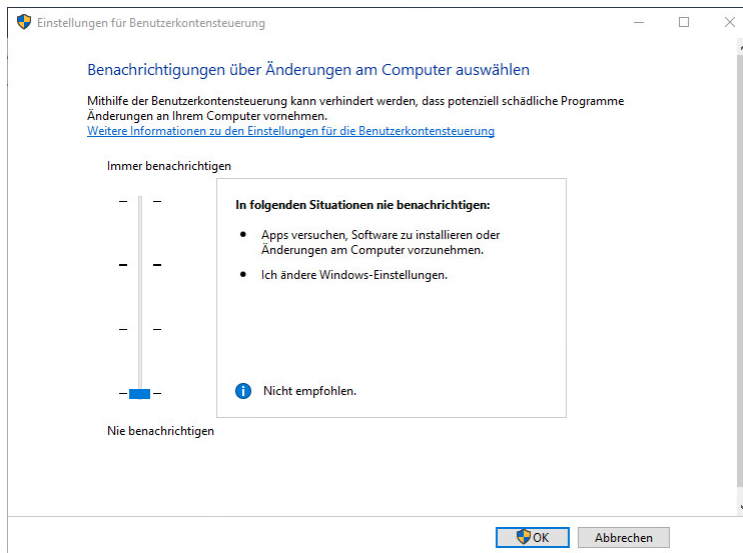 Einstellungen für Benutzerkontensteuerung
Benachrichtigungen über Änderungen am Computer auswählen
Mithilfe der Benutzerkontensteuerung kann verhindert werden, dass potenziell schädliche Programme
Änderungen an Ihrem Computer vornehmen.
Weitere Informationen zu den Einstellungen für die Benutzerkontensteuerung
Immer benachrichtigen
In folgenden Situationen nie benachrichtigen:
Apps versuchen, Software zu installieren oder
Änderungen am Computer vorzunehmen.
Ich ändere Windows-Einstellungen.
Nicht empfohlen.
Nie benachrichtigen
OK
Abbrechen